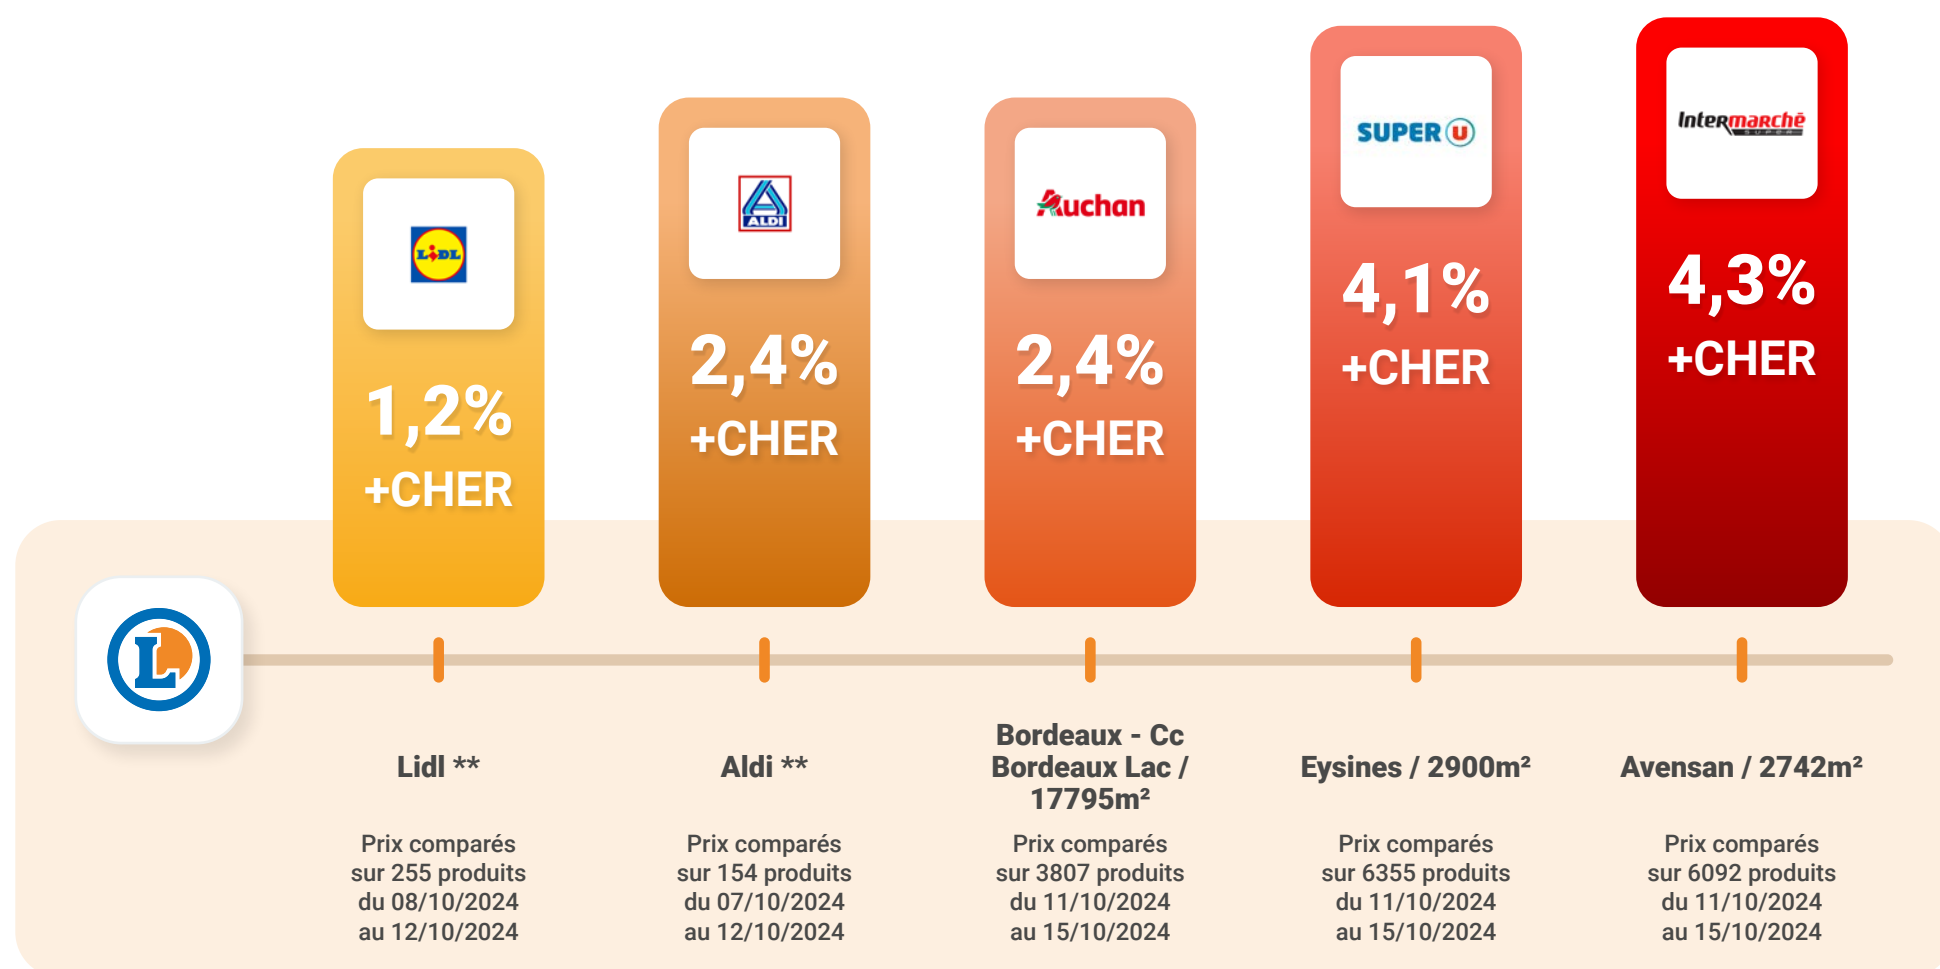 LIDL
1,2%
+CHER
ALDI
2,4%
+CHER
Auchan
2,4%
+CHER
SUPER U
4,1%
+CHER
Intermarché
SUPER
4,3%
+CHER
L
Lidl **
Prix comparés
sur 255 produits
du 08/10/2024
au 12/10/2024
Aldi **
Prix comparés
sur 154 produits
du 07/10/2024
au 12/10/2024
Bordeaux - Cc
Bordeaux Lac /
17795m²
Prix comparés
sur 3807 produits
du 11/10/2024
au 15/10/2024
Eysines / 2900m²
Prix comparés
sur 6355 produits
du 11/10/2024
au 15/10/2024
Avensan / 2742m²
Prix comparés
sur 6092 produits
du 11/10/2024
au 15/10/2024